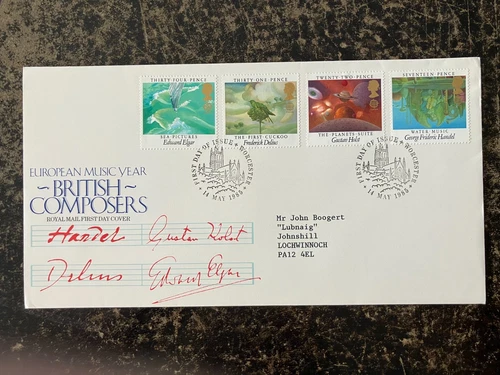 THIRTY-FOUR PENCE
SEA PICTURES
Edward Elgar
THIRTY-ONE PENCE
THE FIRST CUCKOO
Frederick Delius
TWENTY-TWO PENCE
THE PLANETS SUITE
Gustav Holst
SEVENTEEN PENCE
WATER MUSIC
George Frideric Handel
FIRST DAY OF ISSUE ★ WORCESTER
14 MAY 1985
FIRST DAY OF ISSUE ★ WORCESTER
14 MAY 1985
EUROPEAN MUSIC YEAR
~BRITISH~
COMPOSERS
ROYAL MAIL FIRST DAY COVER
Handel
Gustav Holst
Delius
Edward Elgar
Mr John Boogert
"Lubnaig"
Johnshill
LOCHWINNOCH
PA12 4EL